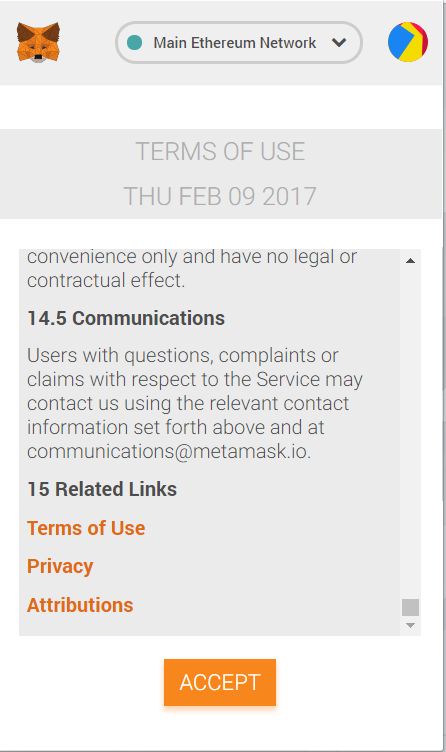 Main Ethereum Network
TERMS OF USE
THU FEB 09 2017
convenience only and have no legal or
contractual effect.
14.5 Communications
Users with questions, complaints or
claims with respect to the Service may
contact us using the relevant contact
information set forth above and at
communications@metamask.io.
15 Related Links
Terms of Use
Privacy
Attributions
ACCEPT